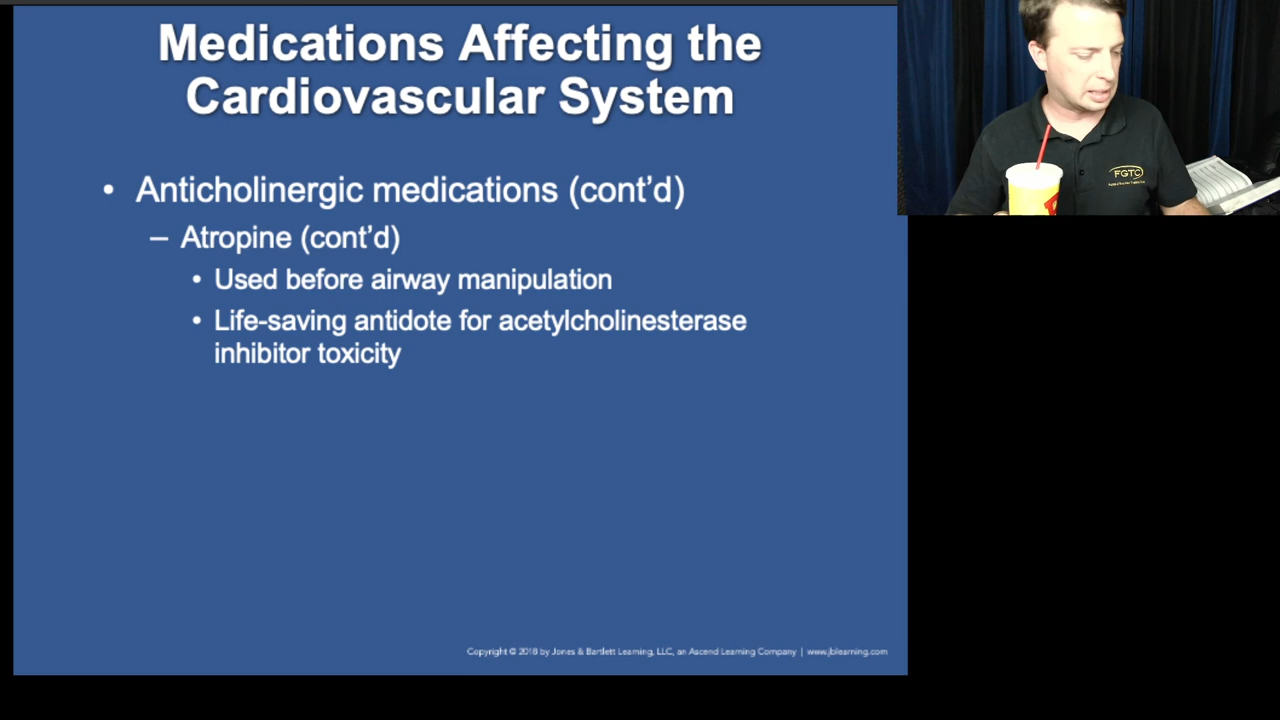 Medications Affecting the
Cardiovascular System
• Anticholinergic medications (cont’d)
– Atropine (cont’d)
• Used before airway manipulation
• Life-saving antidote for acetylcholinesterase
inhibitor toxicity
Copyright © 2018 by Jones & Bartlett Learning, LLC, an Ascend Learning Company | www.jblearning.com
FGTC